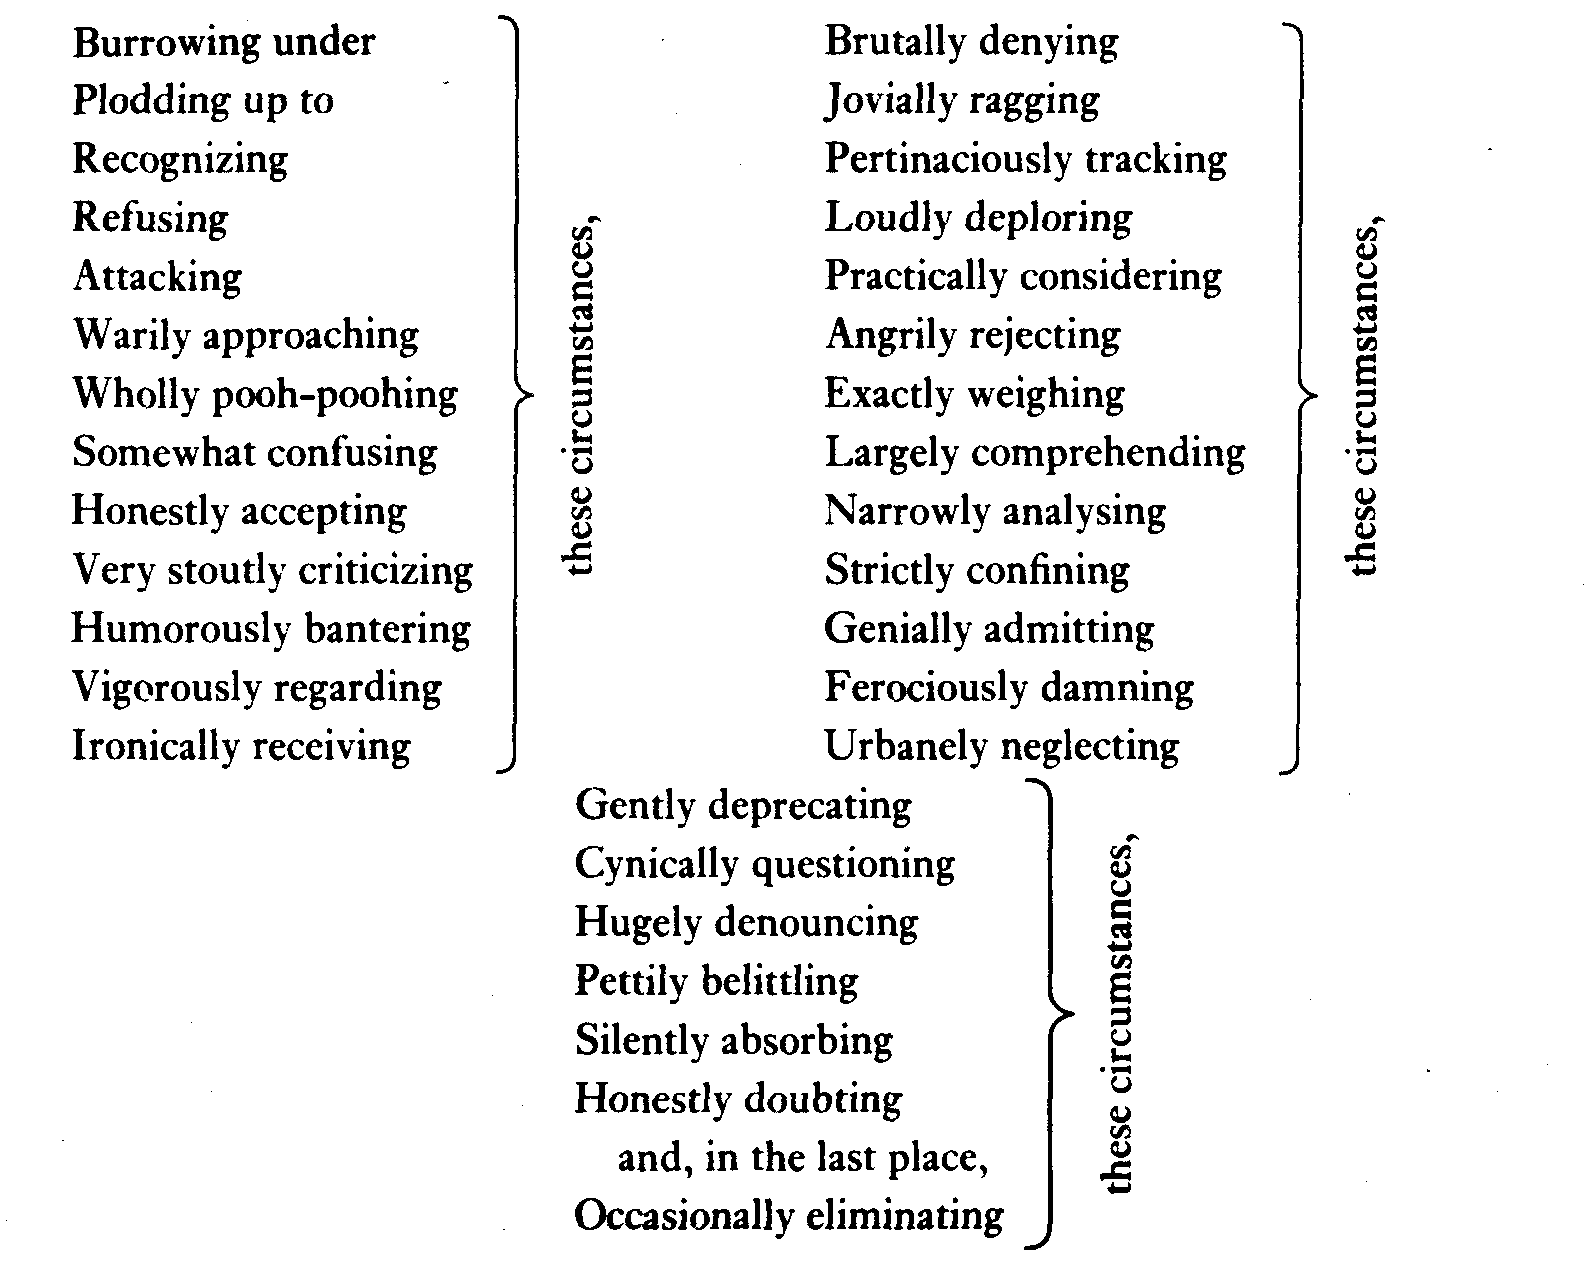 Burrowing under
Plodding up to
Recognizing
Refusing
Attacking
Warily approaching
Wholly pooh-poohing
Somewhat confusing
Honestly accepting
Very stoutly criticizing
Humorously bantering
Vigorously regarding
Ironically receiving
these circumstances,
Brutally denying
Jovially ragging
Pertinaciously tracking
Loudly deploring
Practically considering
Angrily rejecting
Exactly weighing
Largely comprehending
Narrowly analysing
Strictly confining
Genially admitting
Ferociously damning
Urbanely neglecting
these circumstances,
Gently deprecating
Cynically questioning
Hugely denouncing
Pettily belittling
Silently absorbing
Honestly doubting
and, in the last place,
Occasionally eliminating
these circumstances,